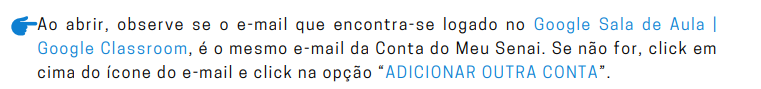 Ao abrir, observe se o e-mail que encontra-se logado no Google Sala de Aula |
Google Classroom, é o mesmo e-mail da Conta do Meu Senai. Se não for, click em
cima do ícone do e-mail e click na opção “ADICIONAR OUTRA CONTA”.